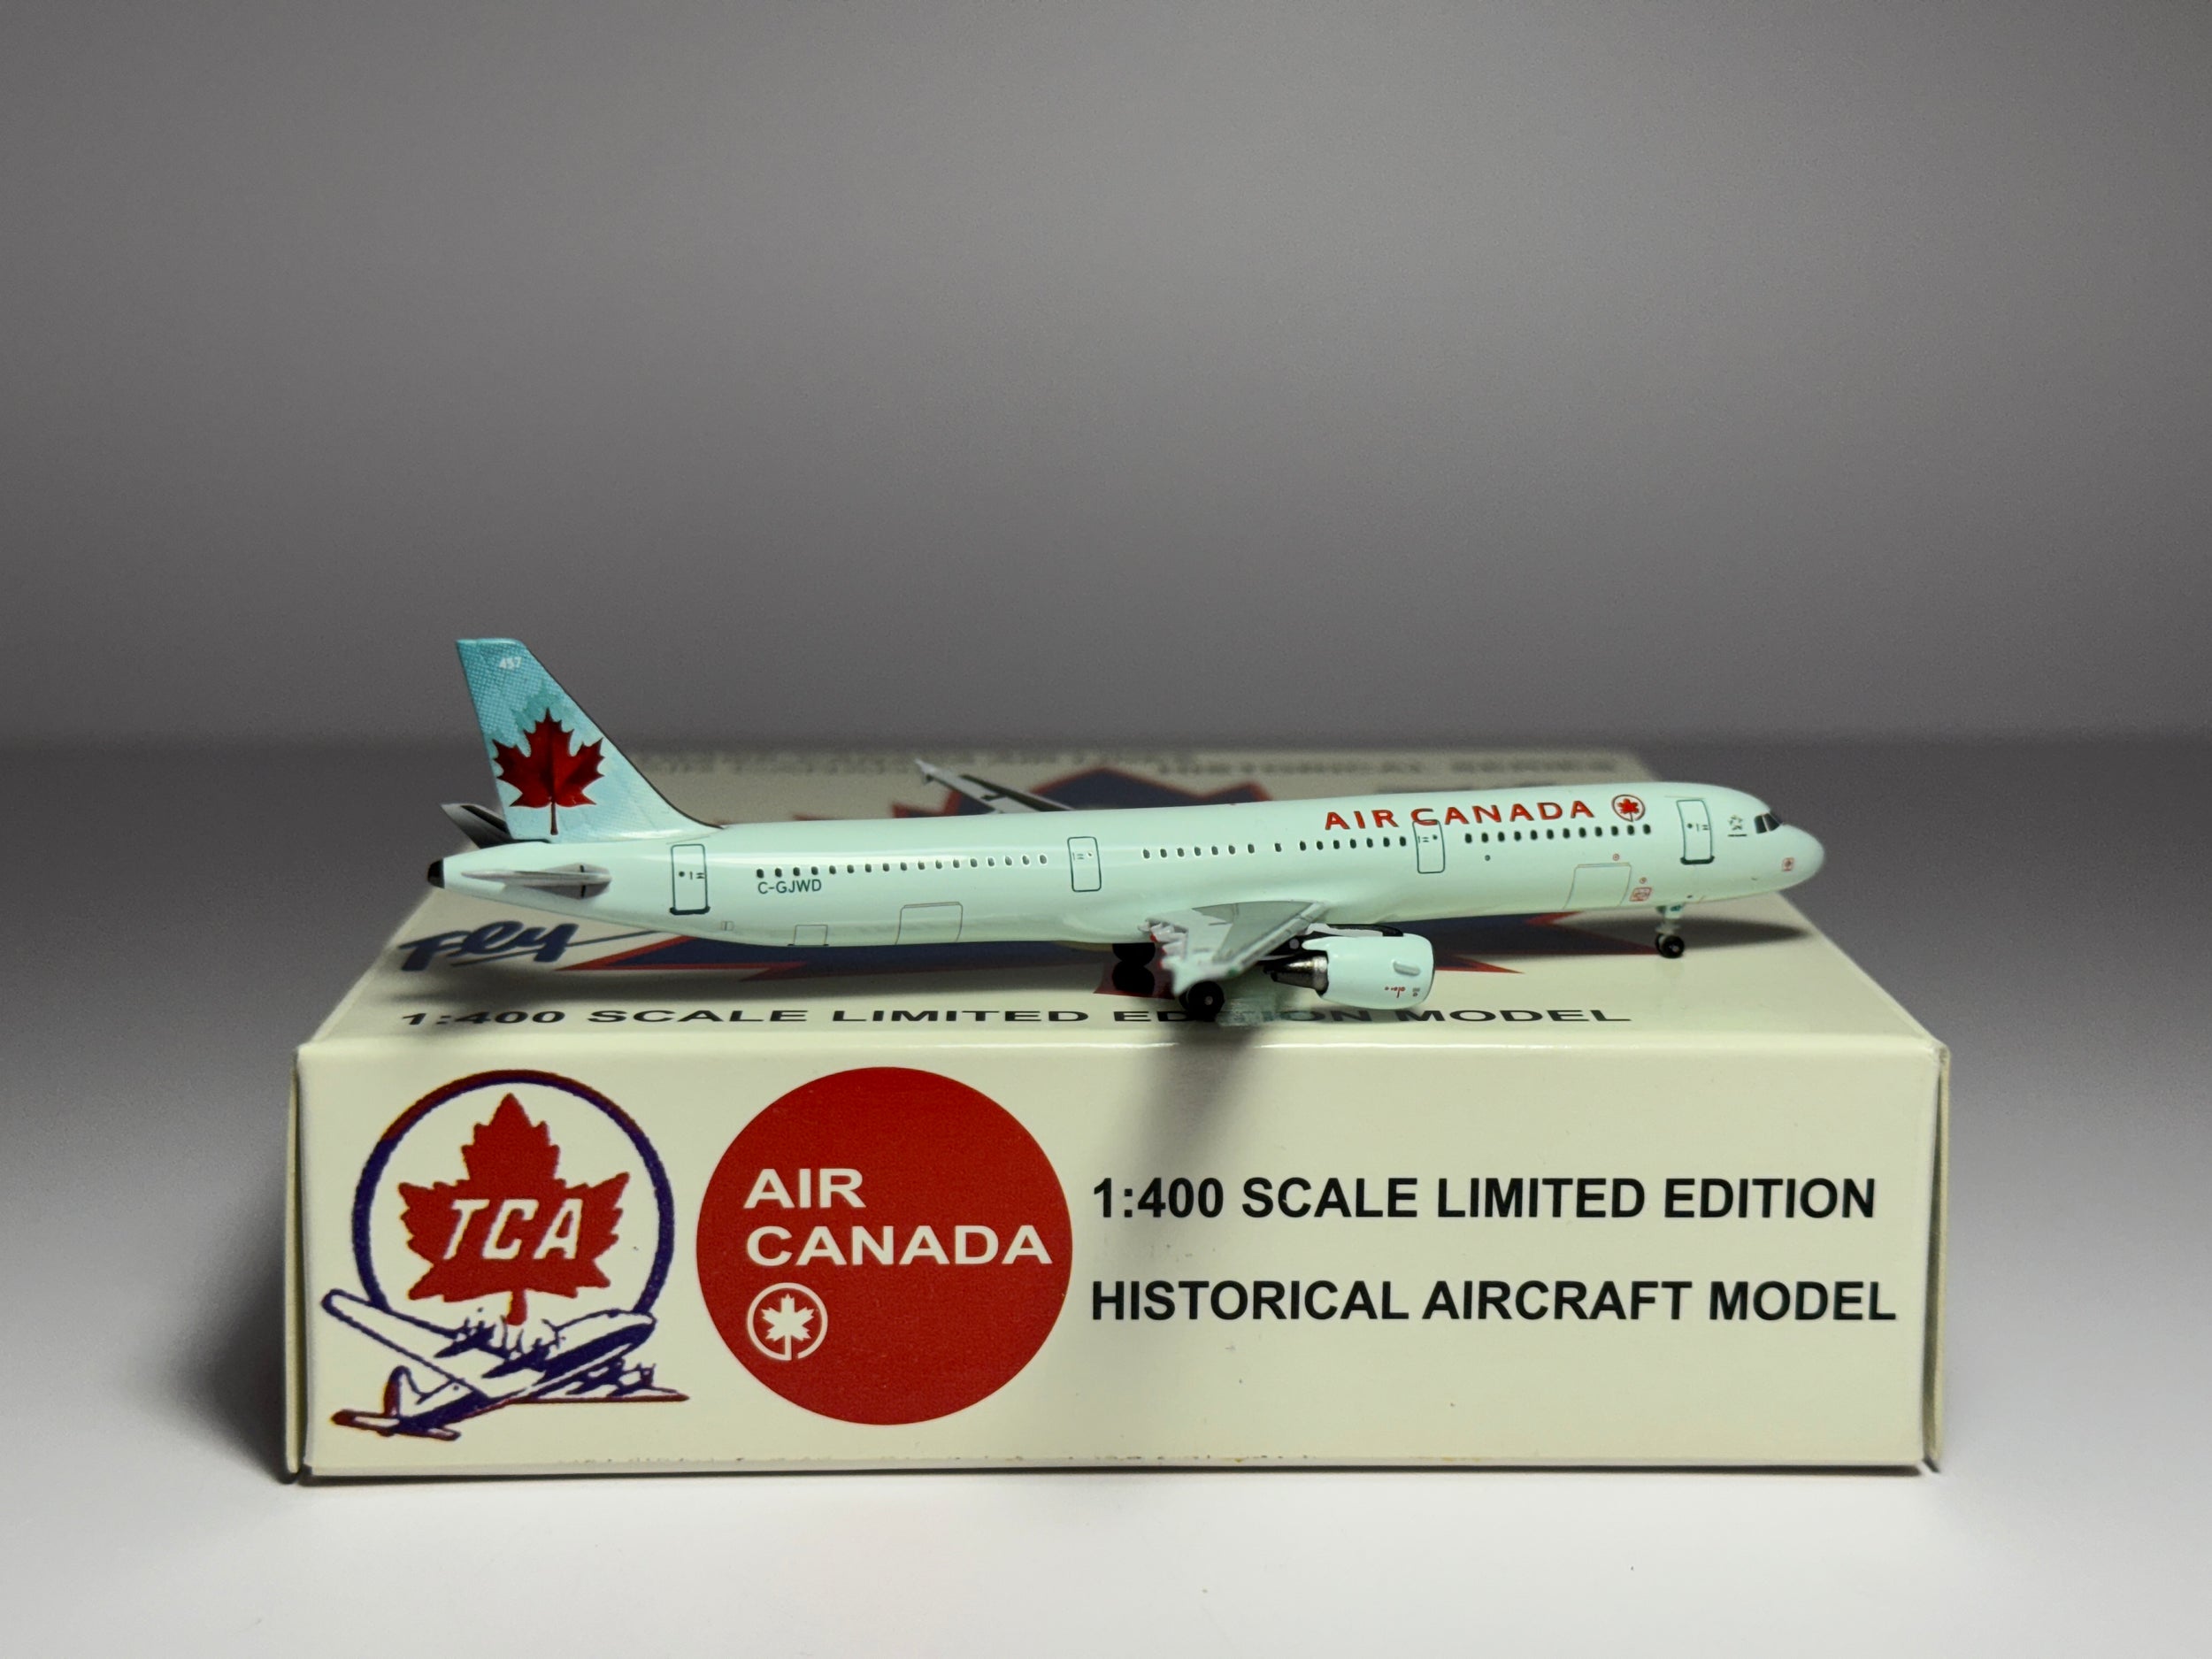 457
AIR CANADA
C-GJWD
Fly
1:400 SCALE LIMITED EDITION MODEL
TCA
AIR
CANADA
1:400 SCALE LIMITED EDITION
HISTORICAL AIRCRAFT MODEL